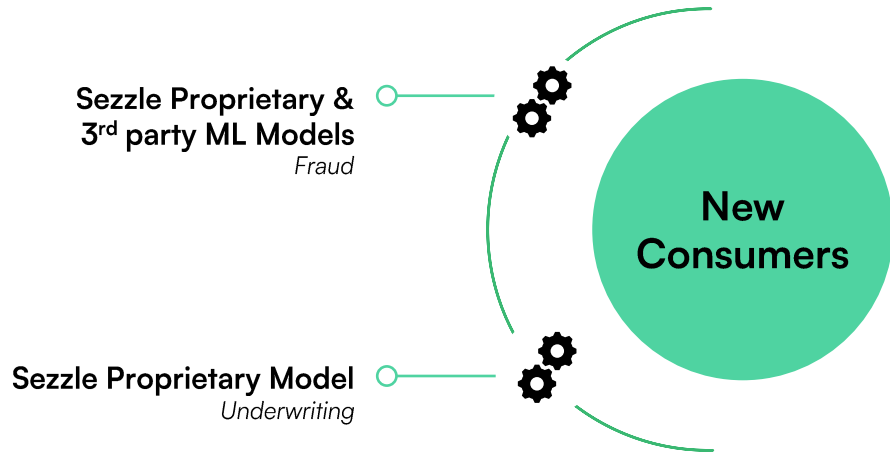 Sezzle Proprietary &
3rd party ML Models
Fraud
New
Consumers
Sezzle Proprietary Model
Underwriting